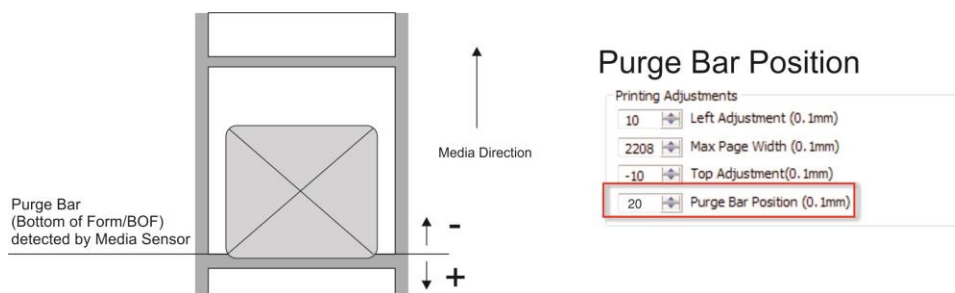 Media Direction
Purge Bar
(Bottom of Form/BOF)
detected by Media Sensor
-
+
Purge Bar Position
Printing Adjustments
10 Left Adjustment (0.1mm)
2208 Max Page Width (0.1mm)
-10 Top Adjustment(0.1mm)
20 Purge Bar Position (0.1mm)